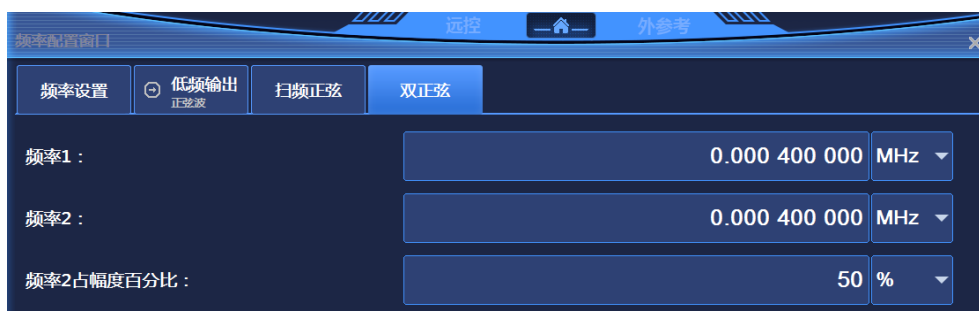 远控 外参考
频率配置窗口
频率设置 低频输出 扫频正弦 双正弦
正弦波
频率1： 0.000 400 000 MHz
频率2： 0.000 400 000 MHz
频率2占幅度百分比： 50 %